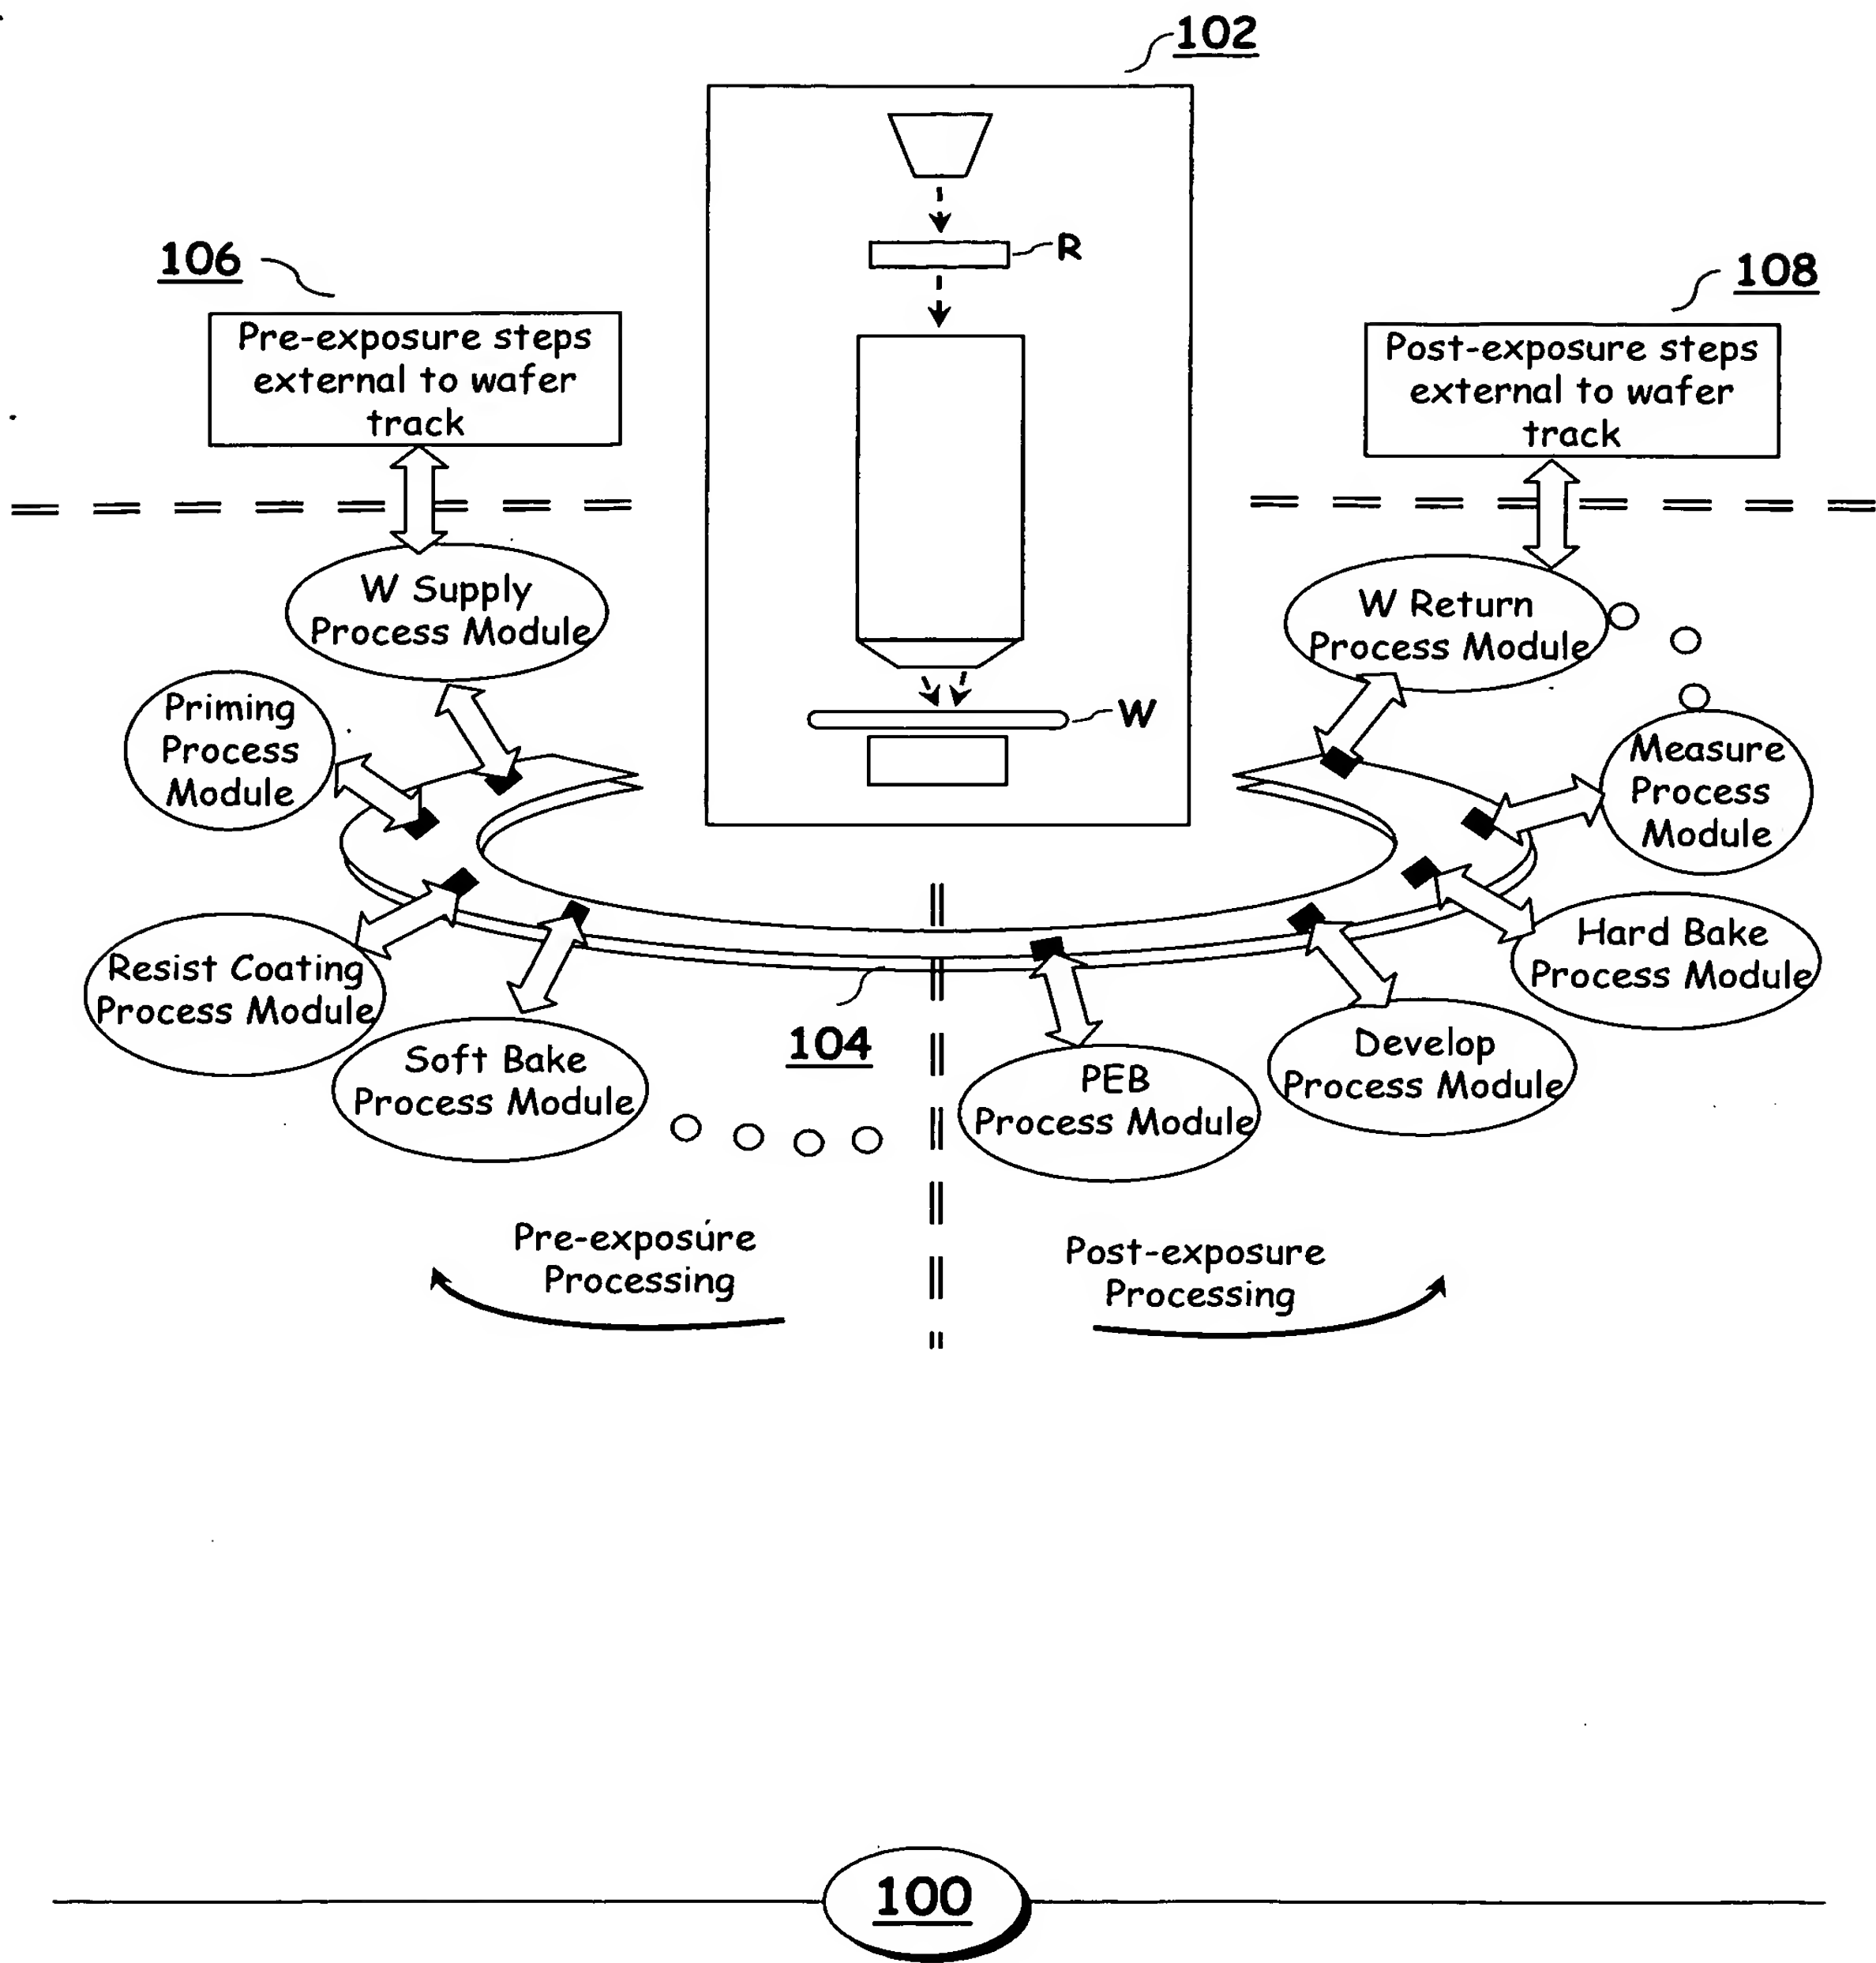 102
R
106
108
Pre-exposure steps
external to wafer
track
Post-exposure steps
external to wafer
track
W Supply
Process Module
W Return
Process Module
Priming
Process
Module
W
Measure
Process
Module
Resist Coating
Process Module
Hard Bake
Process Module
Soft Bake
Process Module
104
PEB
Process Module
Develop
Process Module
Pre-exposure
Processing
Post-exposure
Processing
100